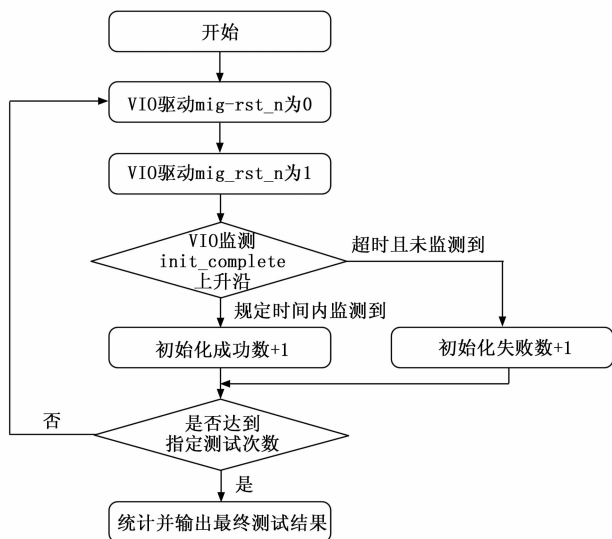 开始
VIO驱动mig-rst_n为0
VIO驱动mig_rst_n为1
VIO监测
init_complete
上升沿
超时且未监测到
规定时间内监测到
初始化成功数+1
初始化失败数+1
是否达到
指定测试次数
否
是
统计并输出最终测试结果